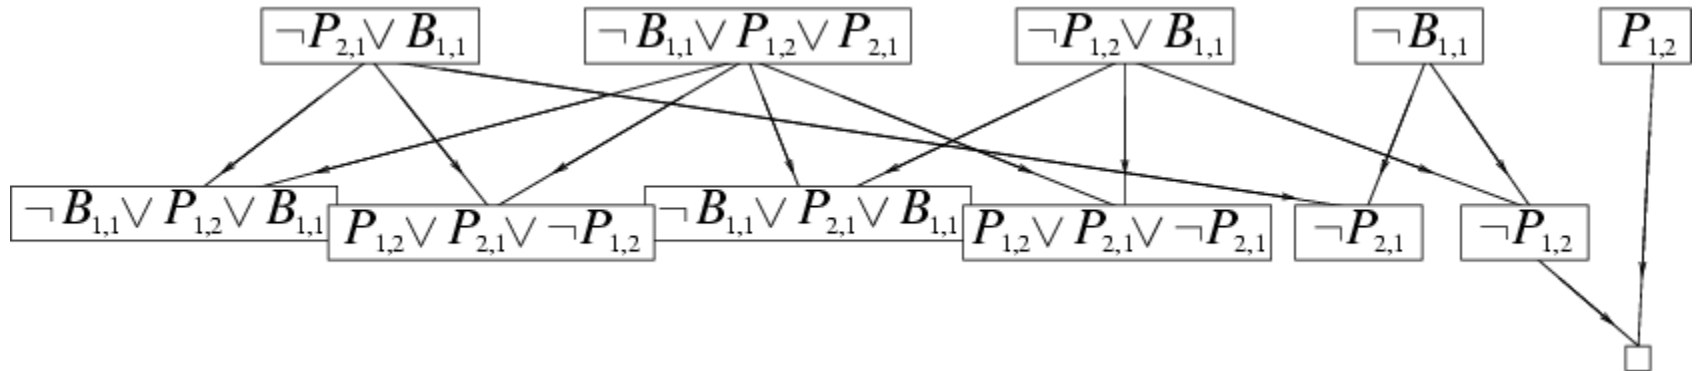 ¬P2,1 ∨ B1,1 ¬B1,1 ∨ P1,2 ∨ P2,1 ¬P1,2 ∨ B1,1 ¬B1,1 P1,2
¬B1,1 ∨ P1,2 ∨ B1,1 P1,2 ∨ P2,1 ∨ ¬P1,2 ¬B1,1 ∨ P2,1 ∨ B1,1 P1,2 ∨ P2,1 ∨ ¬P2,1 ¬P2,1 ¬P1,2